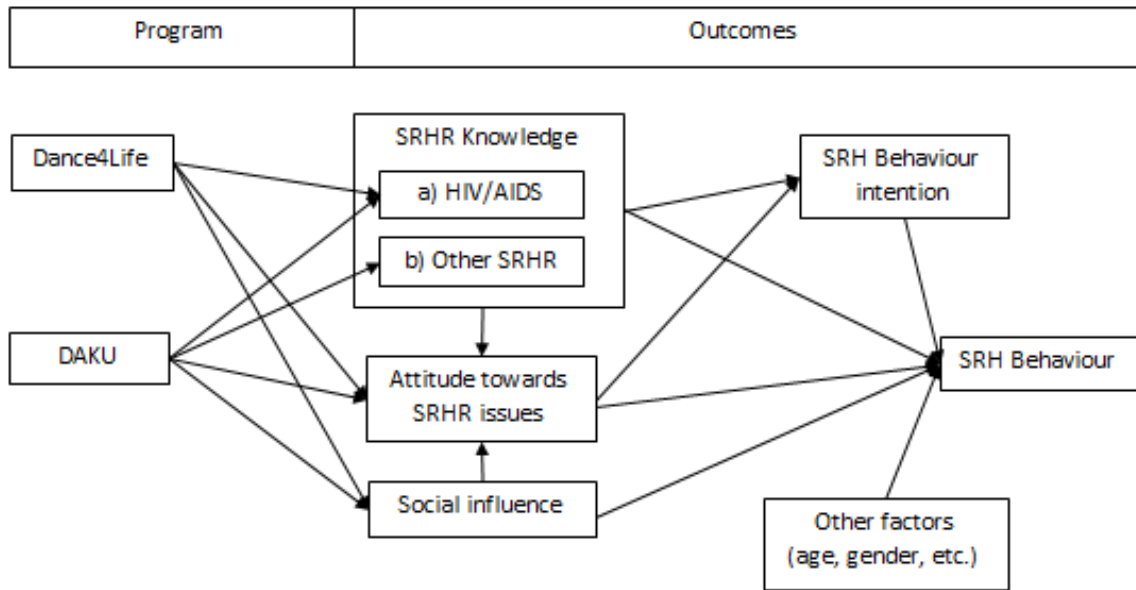 Program
Outcomes
Dance4Life
SRHR Knowledge
a) HIV/AIDS
b) Other SRHR
SRH Behaviour
intention
DAKU
Attitude towards
SRHR issues
SRH Behaviour
Social influence
Other factors
(age, gender, etc.)